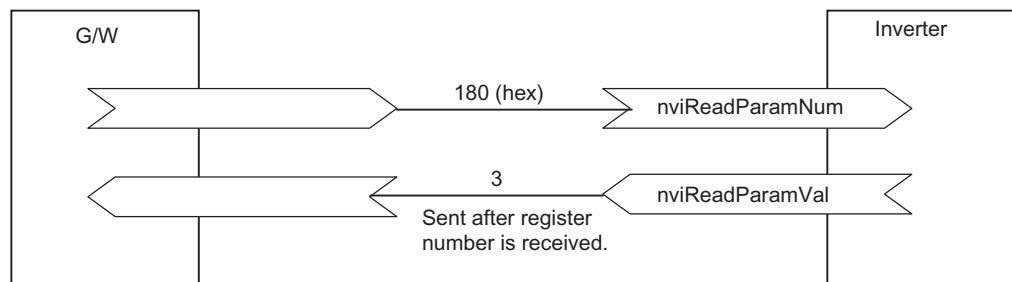 G/W
Inverter
180 (hex)
nviReadParamNum
3
nviReadParamVal
Sent after register
number is received.